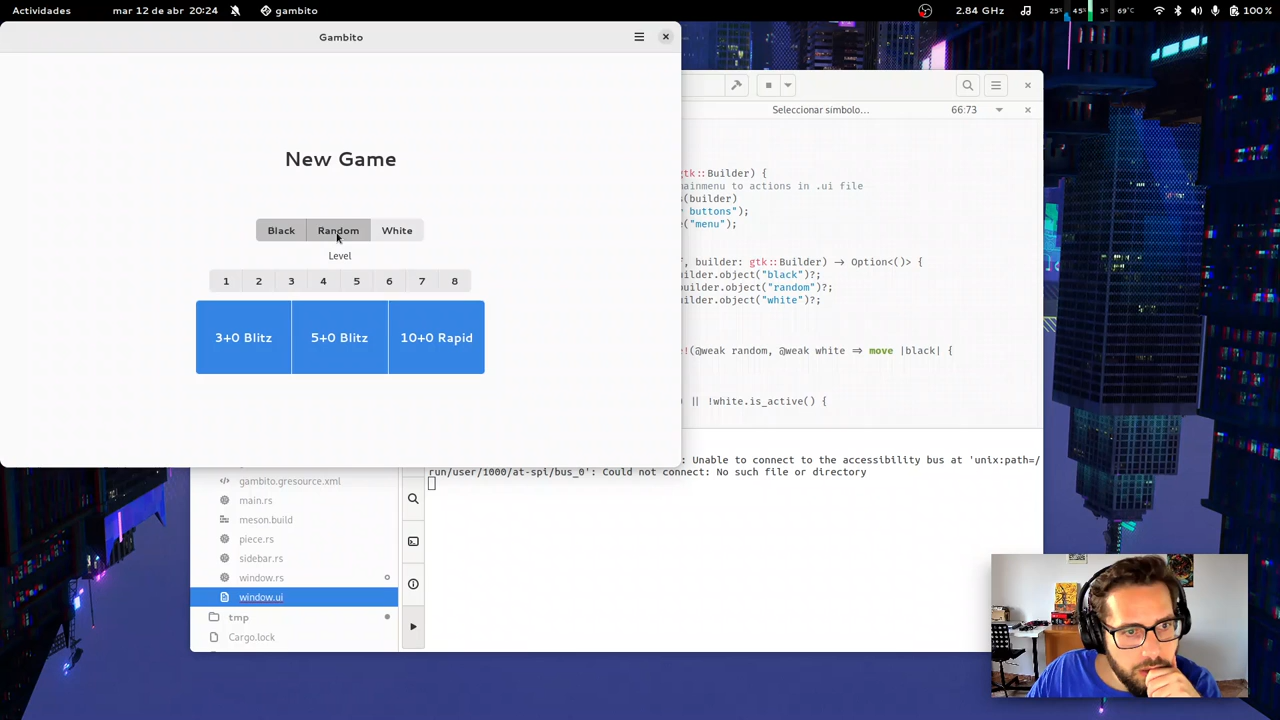 Actividades
mar 12 de abr 20:24
gambito
2.84 GHz
25%
45%
3%
69°C
100 %
Gambito
New Game
Black
Random
White
Level
1 2 3 4 5 6 7 8
3+0 Blitz
5+0 Blitz
10+0 Rapid
Seleccionar símbolo…
66:73
gtk::Builder) {
ainmenu to actions in .ui file
s(builder)
r buttons");
e("menu");
, builder: gtk::Builder) -> Option<()> {
uilder.object("black")?;
uilder.object("random")?;
uilder.object("white")?;
e!(@weak random, @weak white => move |black| {
) || !white.is_active() {
: Unable to connect to the accessibility bus at 'unix:path=/
run/user/1000/at-spi/bus_0': Could not connect: No such file or directory
gambito.gresource.xml
main.rs
meson.build
piece.rs
sidebar.rs
window.rs
window.ui
tmp
Cargo.lock